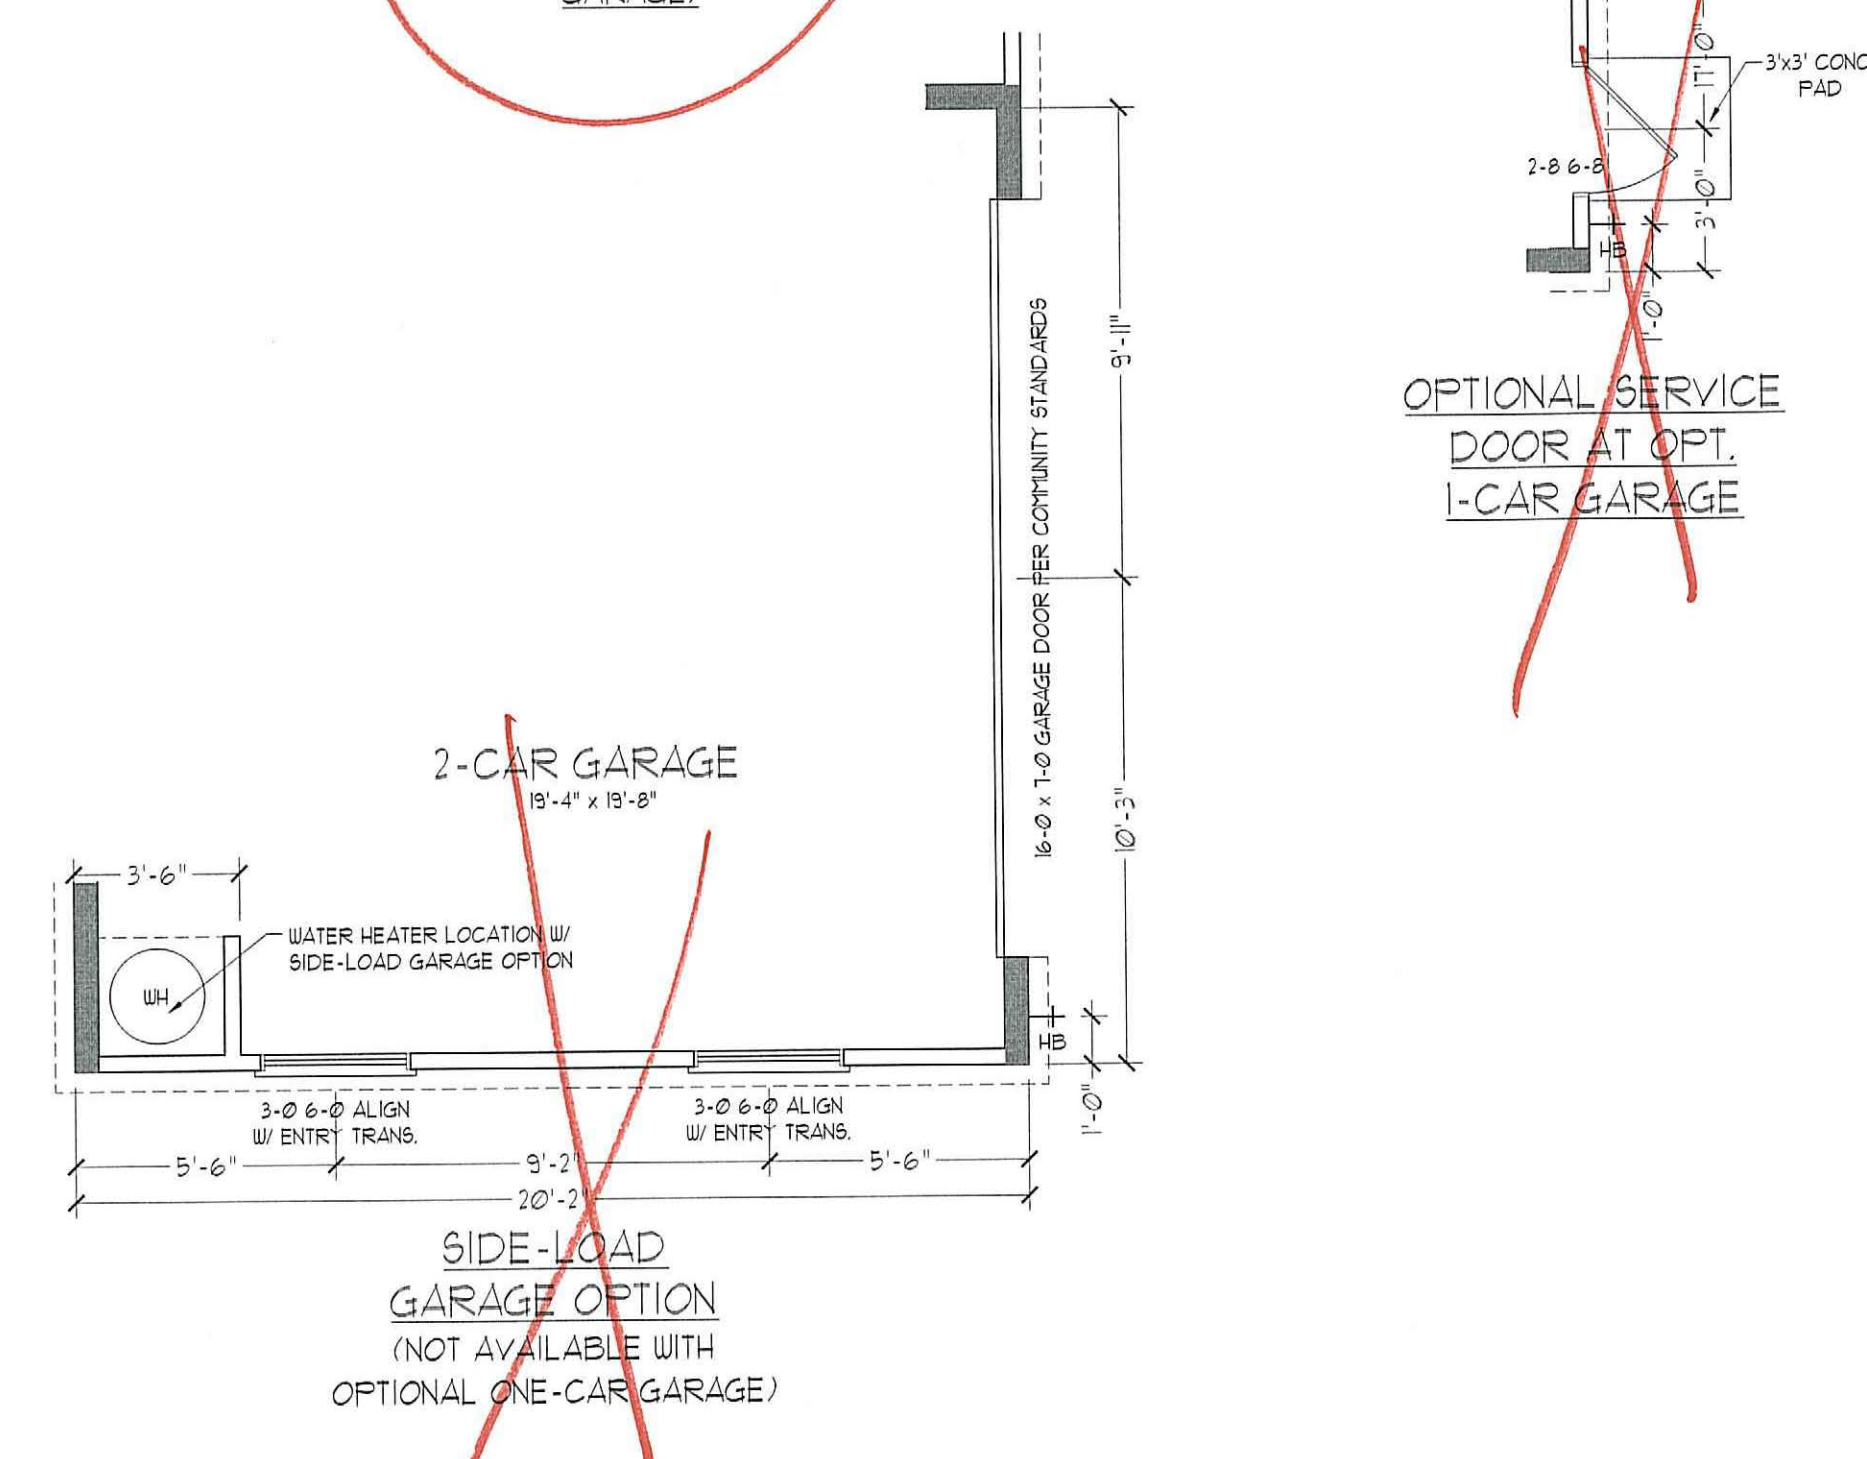 GARAGE)
3'x3' CONC
PAD
17'-0"
2-8 6-8
3'-0"
HB
1'-0"
OPTIONAL SERVICE
DOOR AT OPT.
1-CAR GARAGE
9'-11"
16-0 x 7-0 GARAGE DOOR PER COMMUNITY STANDARDS
10'-3"
2-CAR GARAGE
19'-4" x 19'-8"
3'-6"
WATER HEATER LOCATION W/
SIDE-LOAD GARAGE OPTION
WH
HB
1'-0"
3-0 6-0 ALIGN
W/ ENTRY TRANS.
3-0 6-0 ALIGN
W/ ENTRY TRANS.
5'-6"
9'-2"
5'-6"
20'-2"
SIDE-LOAD
GARAGE OPTION
(NOT AVAILABLE WITH
OPTIONAL ONE-CAR GARAGE)